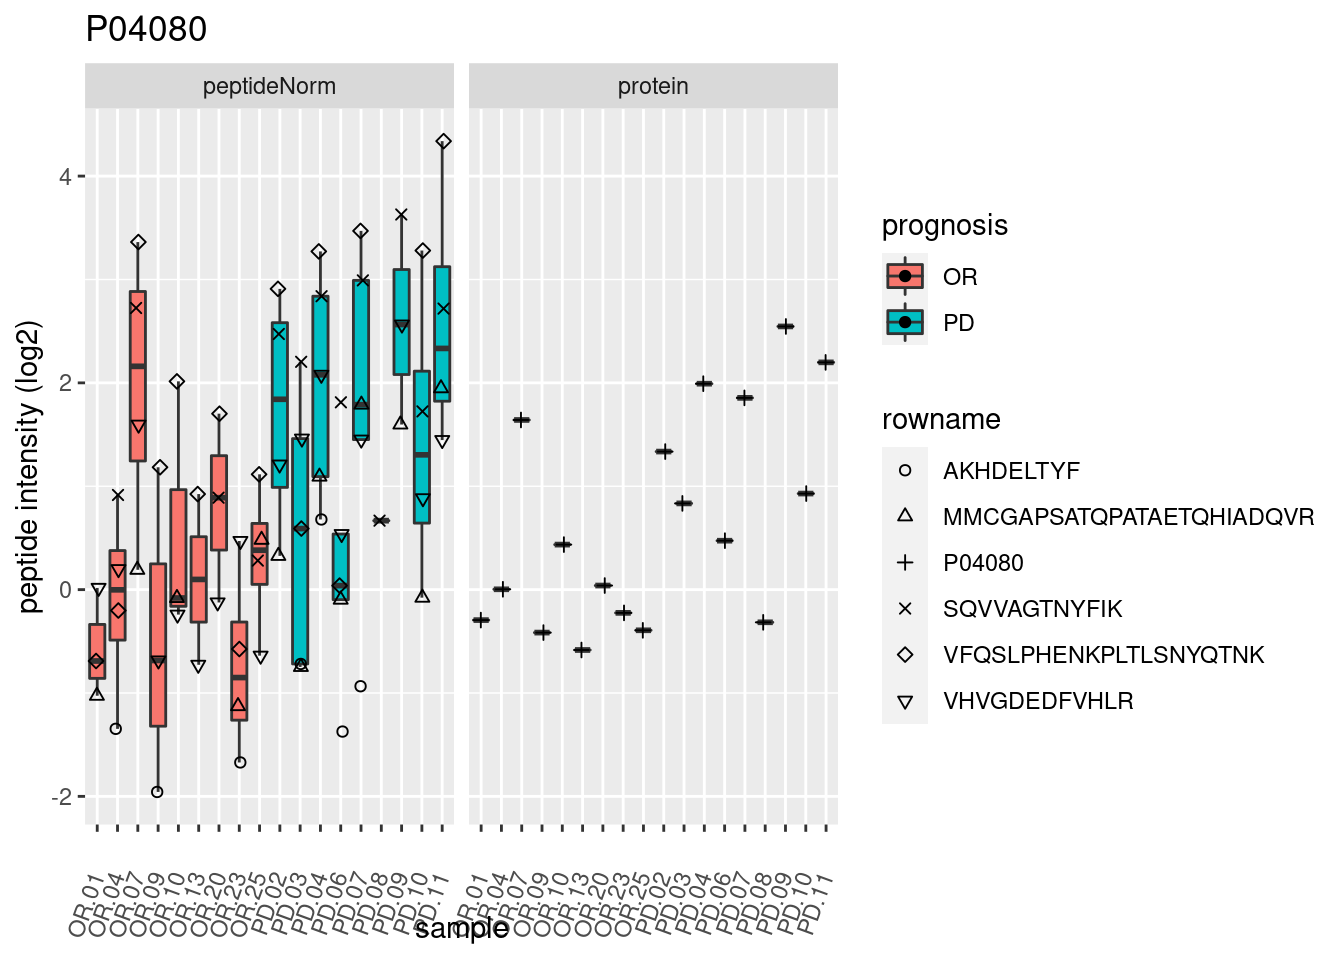 P04080
peptideNorm
protein
peptide intensity (log2)
4
2
0
-2
OR.01
OR.04
OR.07
OR.09
OR.10
OR.13
OR.20
OR.23
OR.25
PD.02
PD.03
PD.04
PD.06
PD.07
PD.08
PD.09
PD.10
PD.11
OR.01
OR.04
OR.07
OR.09
OR.10
OR.13
OR.20
OR.23
OR.25
PD.02
PD.03
PD.04
PD.06
PD.07
PD.08
PD.09
PD.10
PD.11
sample
prognosis
OR
PD
rowname
AKHDELTYF
MMCGAPSATQPATAETQHIADQVR
P04080
SQVVAGTNYFIK
VFQSLPHENKPLTLSNYQTNK
VHVGDEDFVHLR